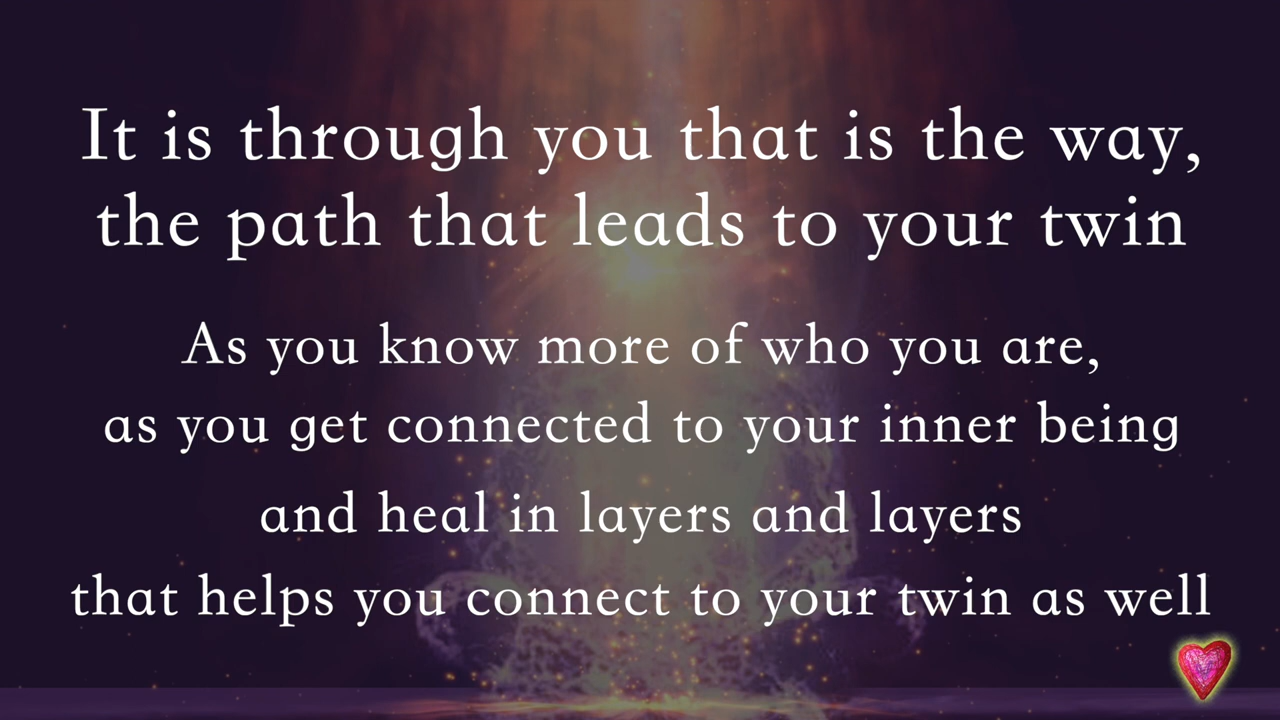 It is through you that is the way,
the path that leads to your twin
As you know more of who you are,
as you get connected to your inner being
and heal in layers and layers
that helps you connect to your twin as well